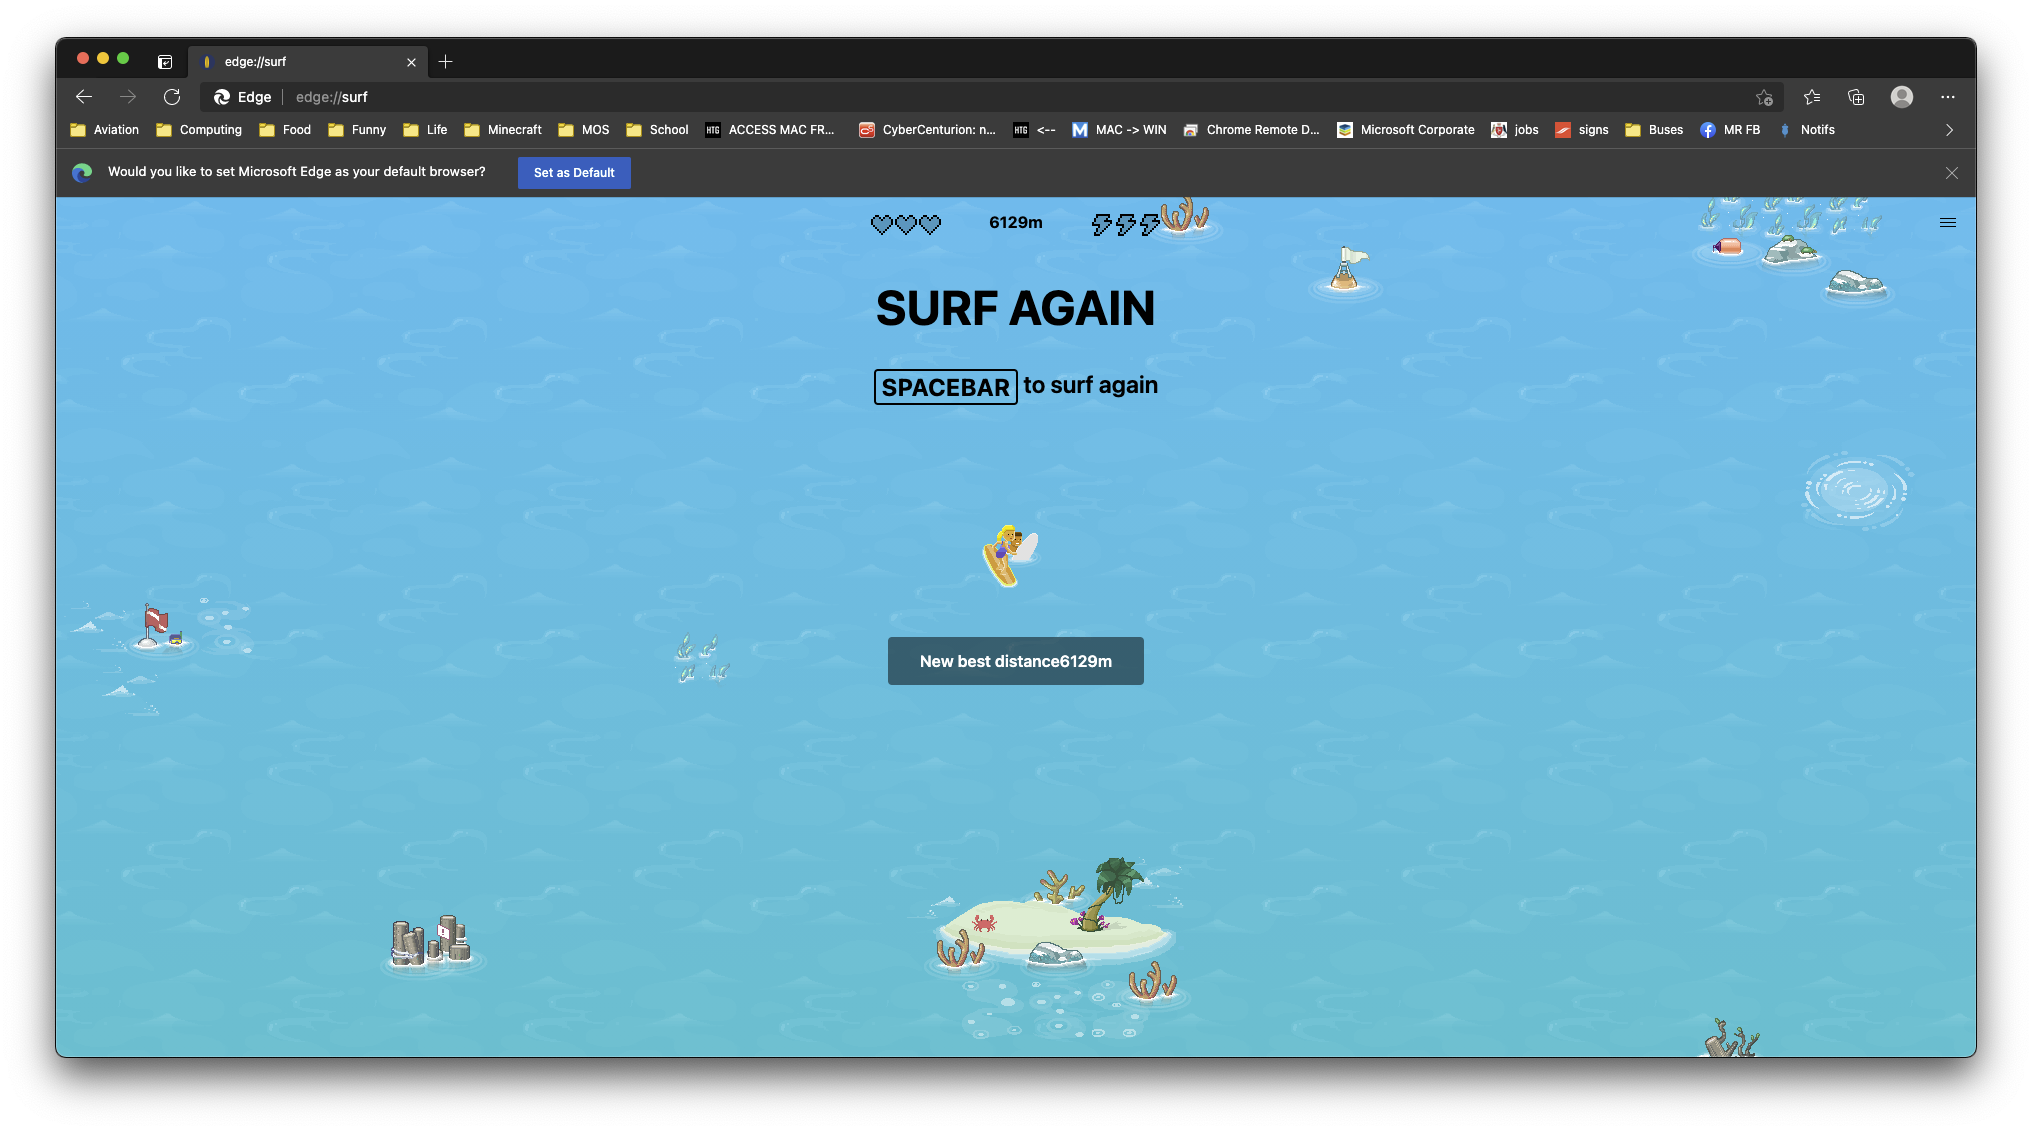 edge://surf
Edge | edge://surf
Aviation Computing Food Funny Life Minecraft MOS School HTG ACCESS MAC FR... CyberCenturion: n... HTG <-- M MAC -> WIN Chrome Remote D... Microsoft Corporate jobs signs Buses MR FB Notifs
Would you like to set Microsoft Edge as your default browser? Set as Default
6129m
SURF AGAIN
SPACEBAR to surf again
New best distance6129m